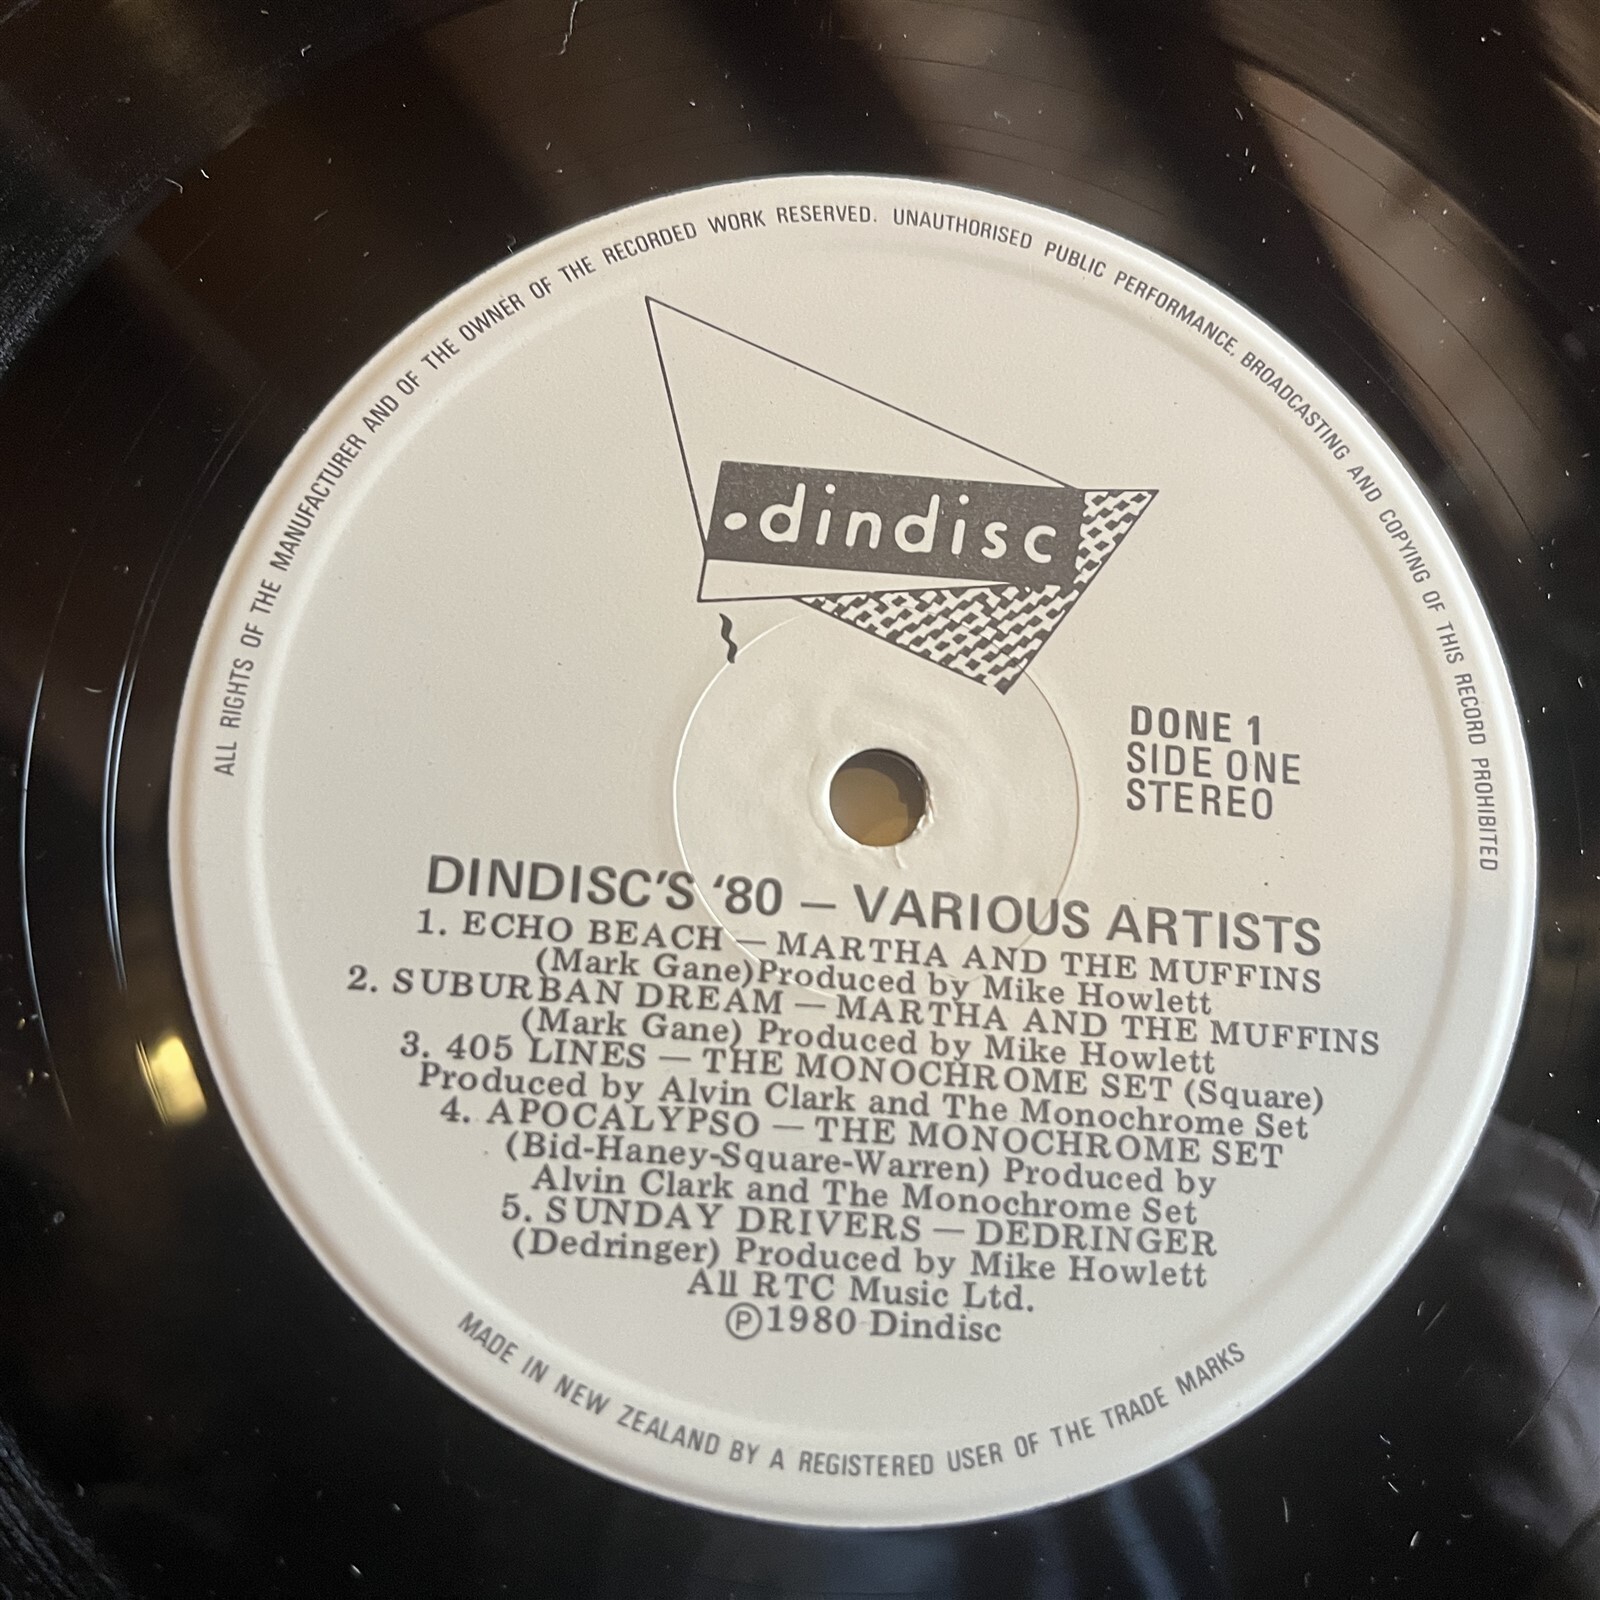 ALL RIGHTS OF THE MANUFACTURER AND OF THE OWNER OF THE RECORDED WORK RESERVED. UNAUTHORISED PUBLIC PERFORMANCE, BROADCASTING AND COPYING OF THIS RECORD PROHIBITED
.dindisc
DONE 1
SIDE ONE
STEREO
DINDISC'S '80 — VARIOUS ARTISTS
1. ECHO BEACH — MARTHA AND THE MUFFINS
(Mark Gane)Produced by Mike Howlett
2. SUBURBAN DREAM — MARTHA AND THE MUFFINS
(Mark Gane) Produced by Mike Howlett
3. 405 LINES — THE MONOCHROME SET (Square)
Produced by Alvin Clark and The Monochrome Set
4. APOCALYPSO — THE MONOCHROME SET
(Bid-Haney-Square-Warren) Produced by
Alvin Clark and The Monochrome Set
5. SUNDAY DRIVERS — DEDRINGER
(Dedringer) Produced by Mike Howlett
All RTC Music Ltd.
Ⓟ1980 Dindisc
MADE IN NEW ZEALAND BY A REGISTERED USER OF THE TRADE MARKS